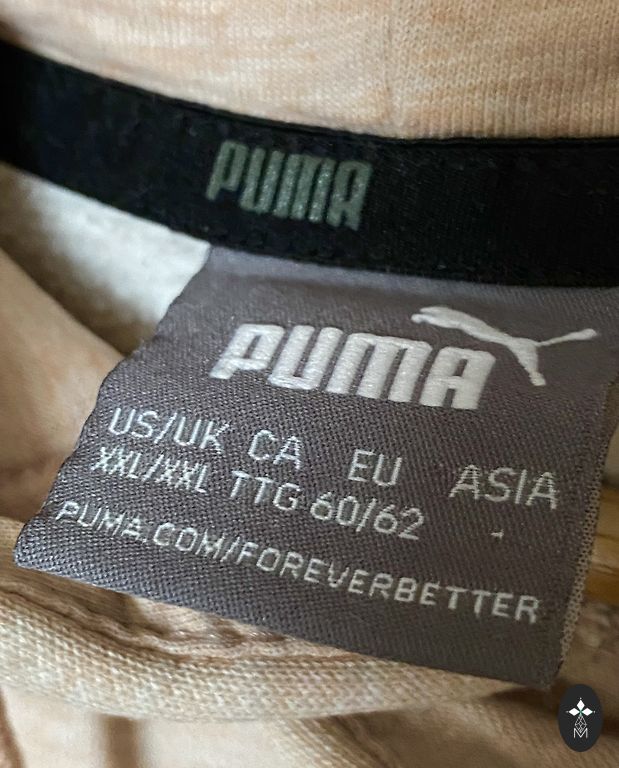 PUMA
PUMA
US/UK CA EU ASIA
XXL/XXL TTG 60/62 -
PUMA.COM/FOREVERBETTER
M